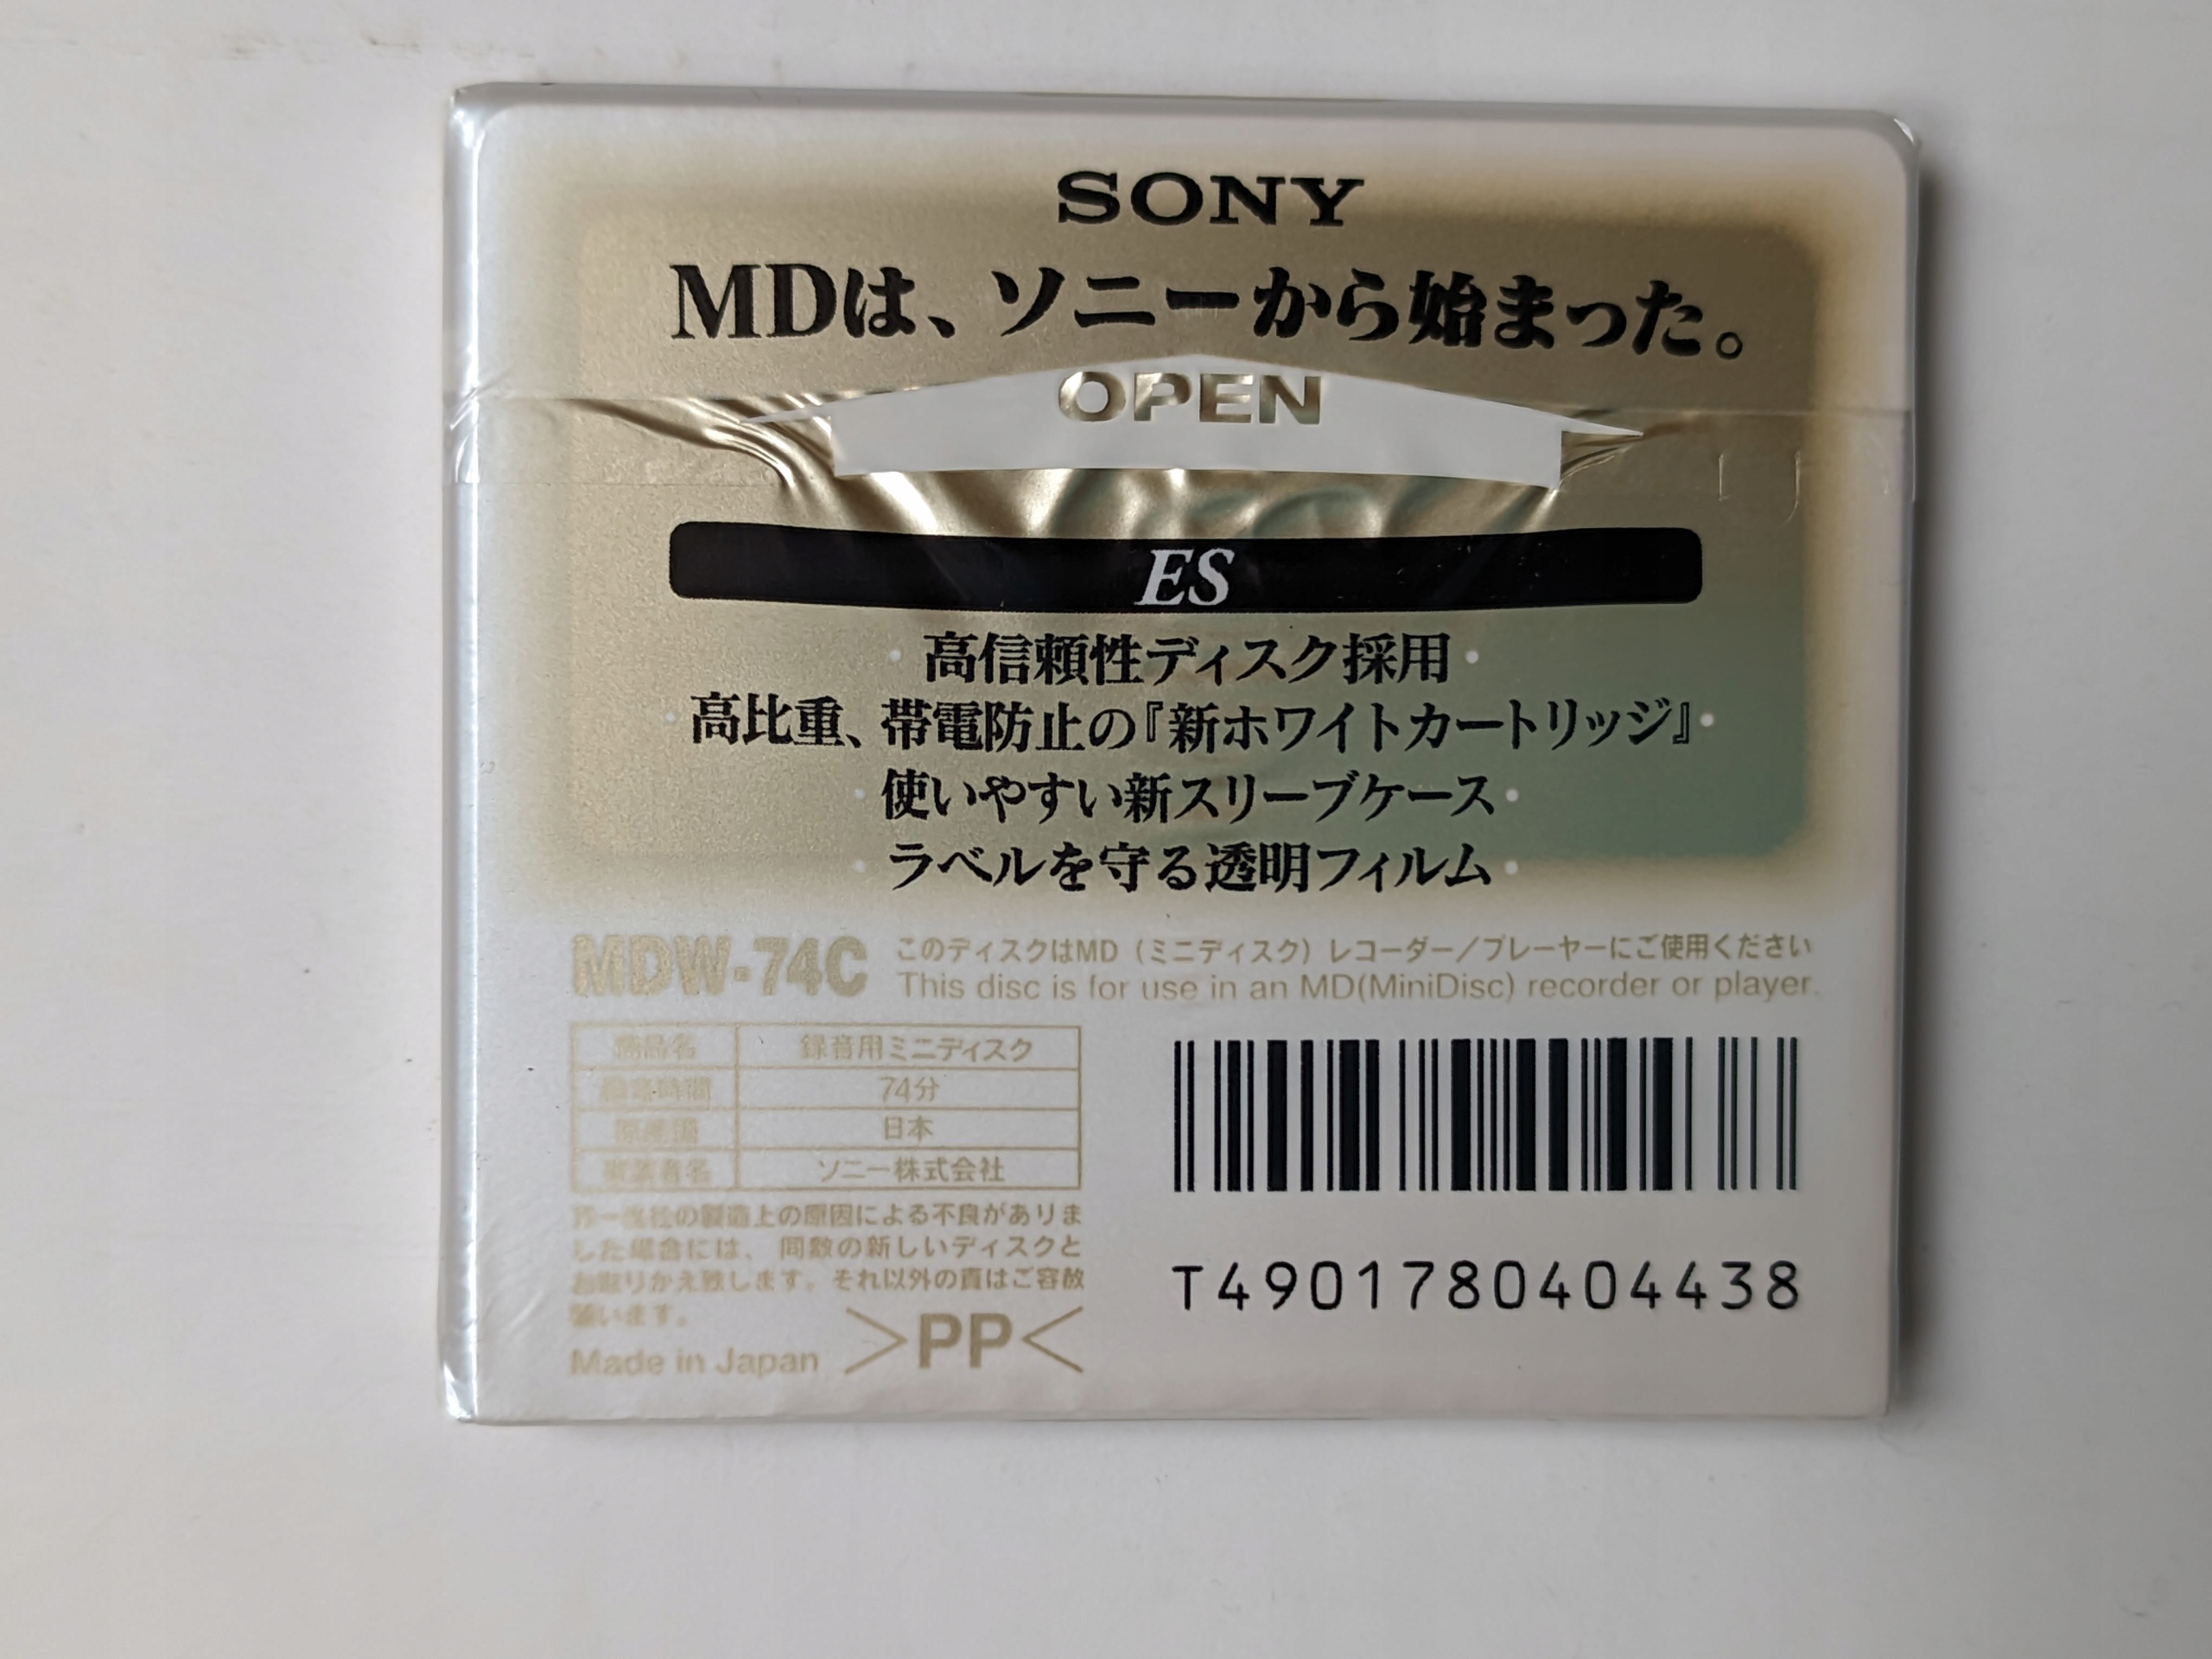 SONY
MDは、ソニーから始まった。
OPEN
ES
・高信頼性ディスク採用・
・高比重、帯電防止の『新ホワイトカートリッジ』・
・使いやすい新スリーブケース・
・ラベルを守る透明フィルム・
MDW-74C
このディスクはMD（ミニディスク）レコーダー／プレーヤーにご使用ください
This disc is for use in an MD(MiniDisc) recorder or player.
商品名 録音用ミニディスク
録音時間 74分
原産国 日本
事業者名 ソニー株式会社
万一当社の製造上の原因による不良がありま
した場合には、同数の新しいディスクと
お取りかえ致します。それ以外の責はご容赦
願います。
Made in Japan
>PP<
T4901780404438